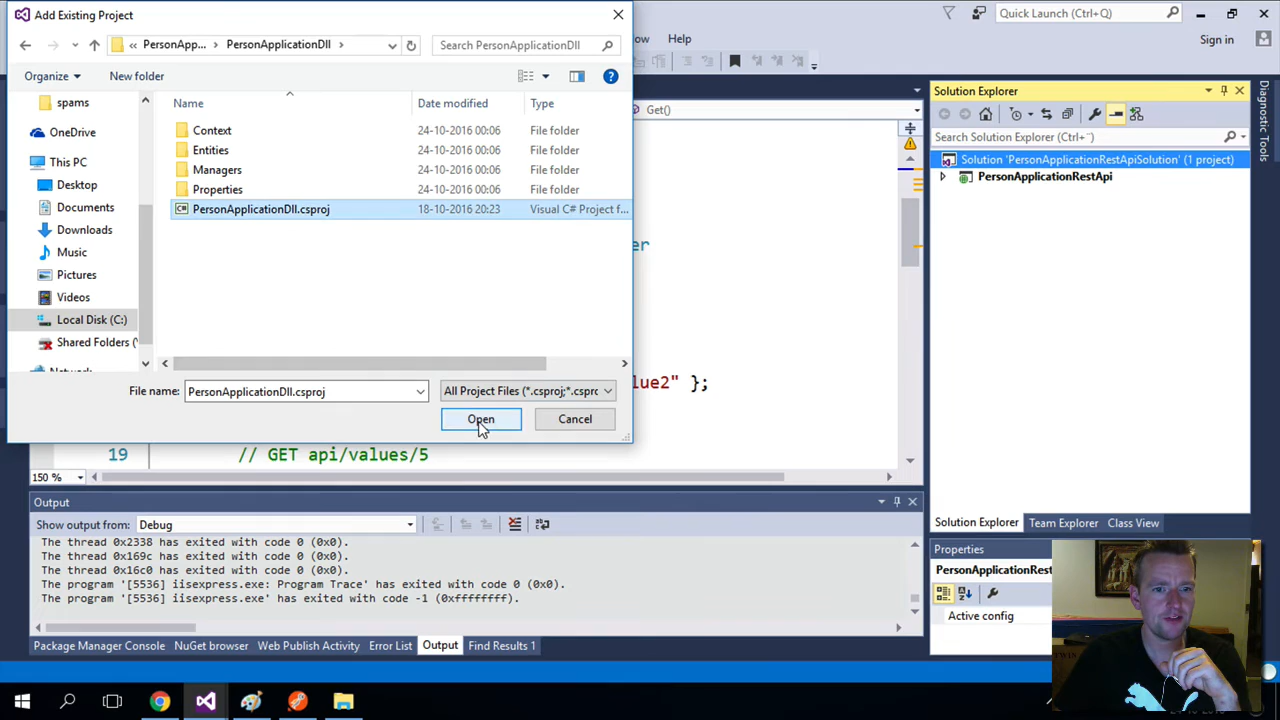 Add Existing Project
Quick Launch (Ctrl+Q)
Sign in
Help
« PersonApp... > PersonApplicationDll >
Search PersonApplicationDll
Organize
New folder
Name
Date modified
Type
spams
OneDrive
This PC
Desktop
Documents
Downloads
Music
Pictures
Videos
Local Disk (C:)
Shared Folders (
Context 24-10-2016 00:06 File folder
Entities 24-10-2016 00:06 File folder
Managers 24-10-2016 00:06 File folder
Properties 24-10-2016 00:06 File folder
PersonApplicationDll.csproj 18-10-2016 20:23 Visual C# Project f...
File name: PersonApplicationDll.csproj
All Project Files (*.csproj;*.csprc
Open
Cancel
Get()
er
lue2" };
19 // GET api/values/5
150 %
Solution Explorer
Search Solution Explorer (Ctrl+¨)
Solution 'PersonApplicationRestApiSolution' (1 project)
PersonApplicationRestApi
Diagnostic Tools
Solution Explorer
Team Explorer
Class View
Properties
PersonApplicationRest
Active config
Output
Show output from: Debug
The thread 0x2338 has exited with code 0 (0x0).
The thread 0x169c has exited with code 0 (0x0).
The thread 0x16c0 has exited with code 0 (0x0).
The program '[5536] iisexpress.exe: Program Trace' has exited with code 0 (0x0).
The program '[5536] iisexpress.exe' has exited with code -1 (0xffffffff).
Package Manager Console
NuGet browser
Web Publish Activity
Error List
Output
Find Results 1